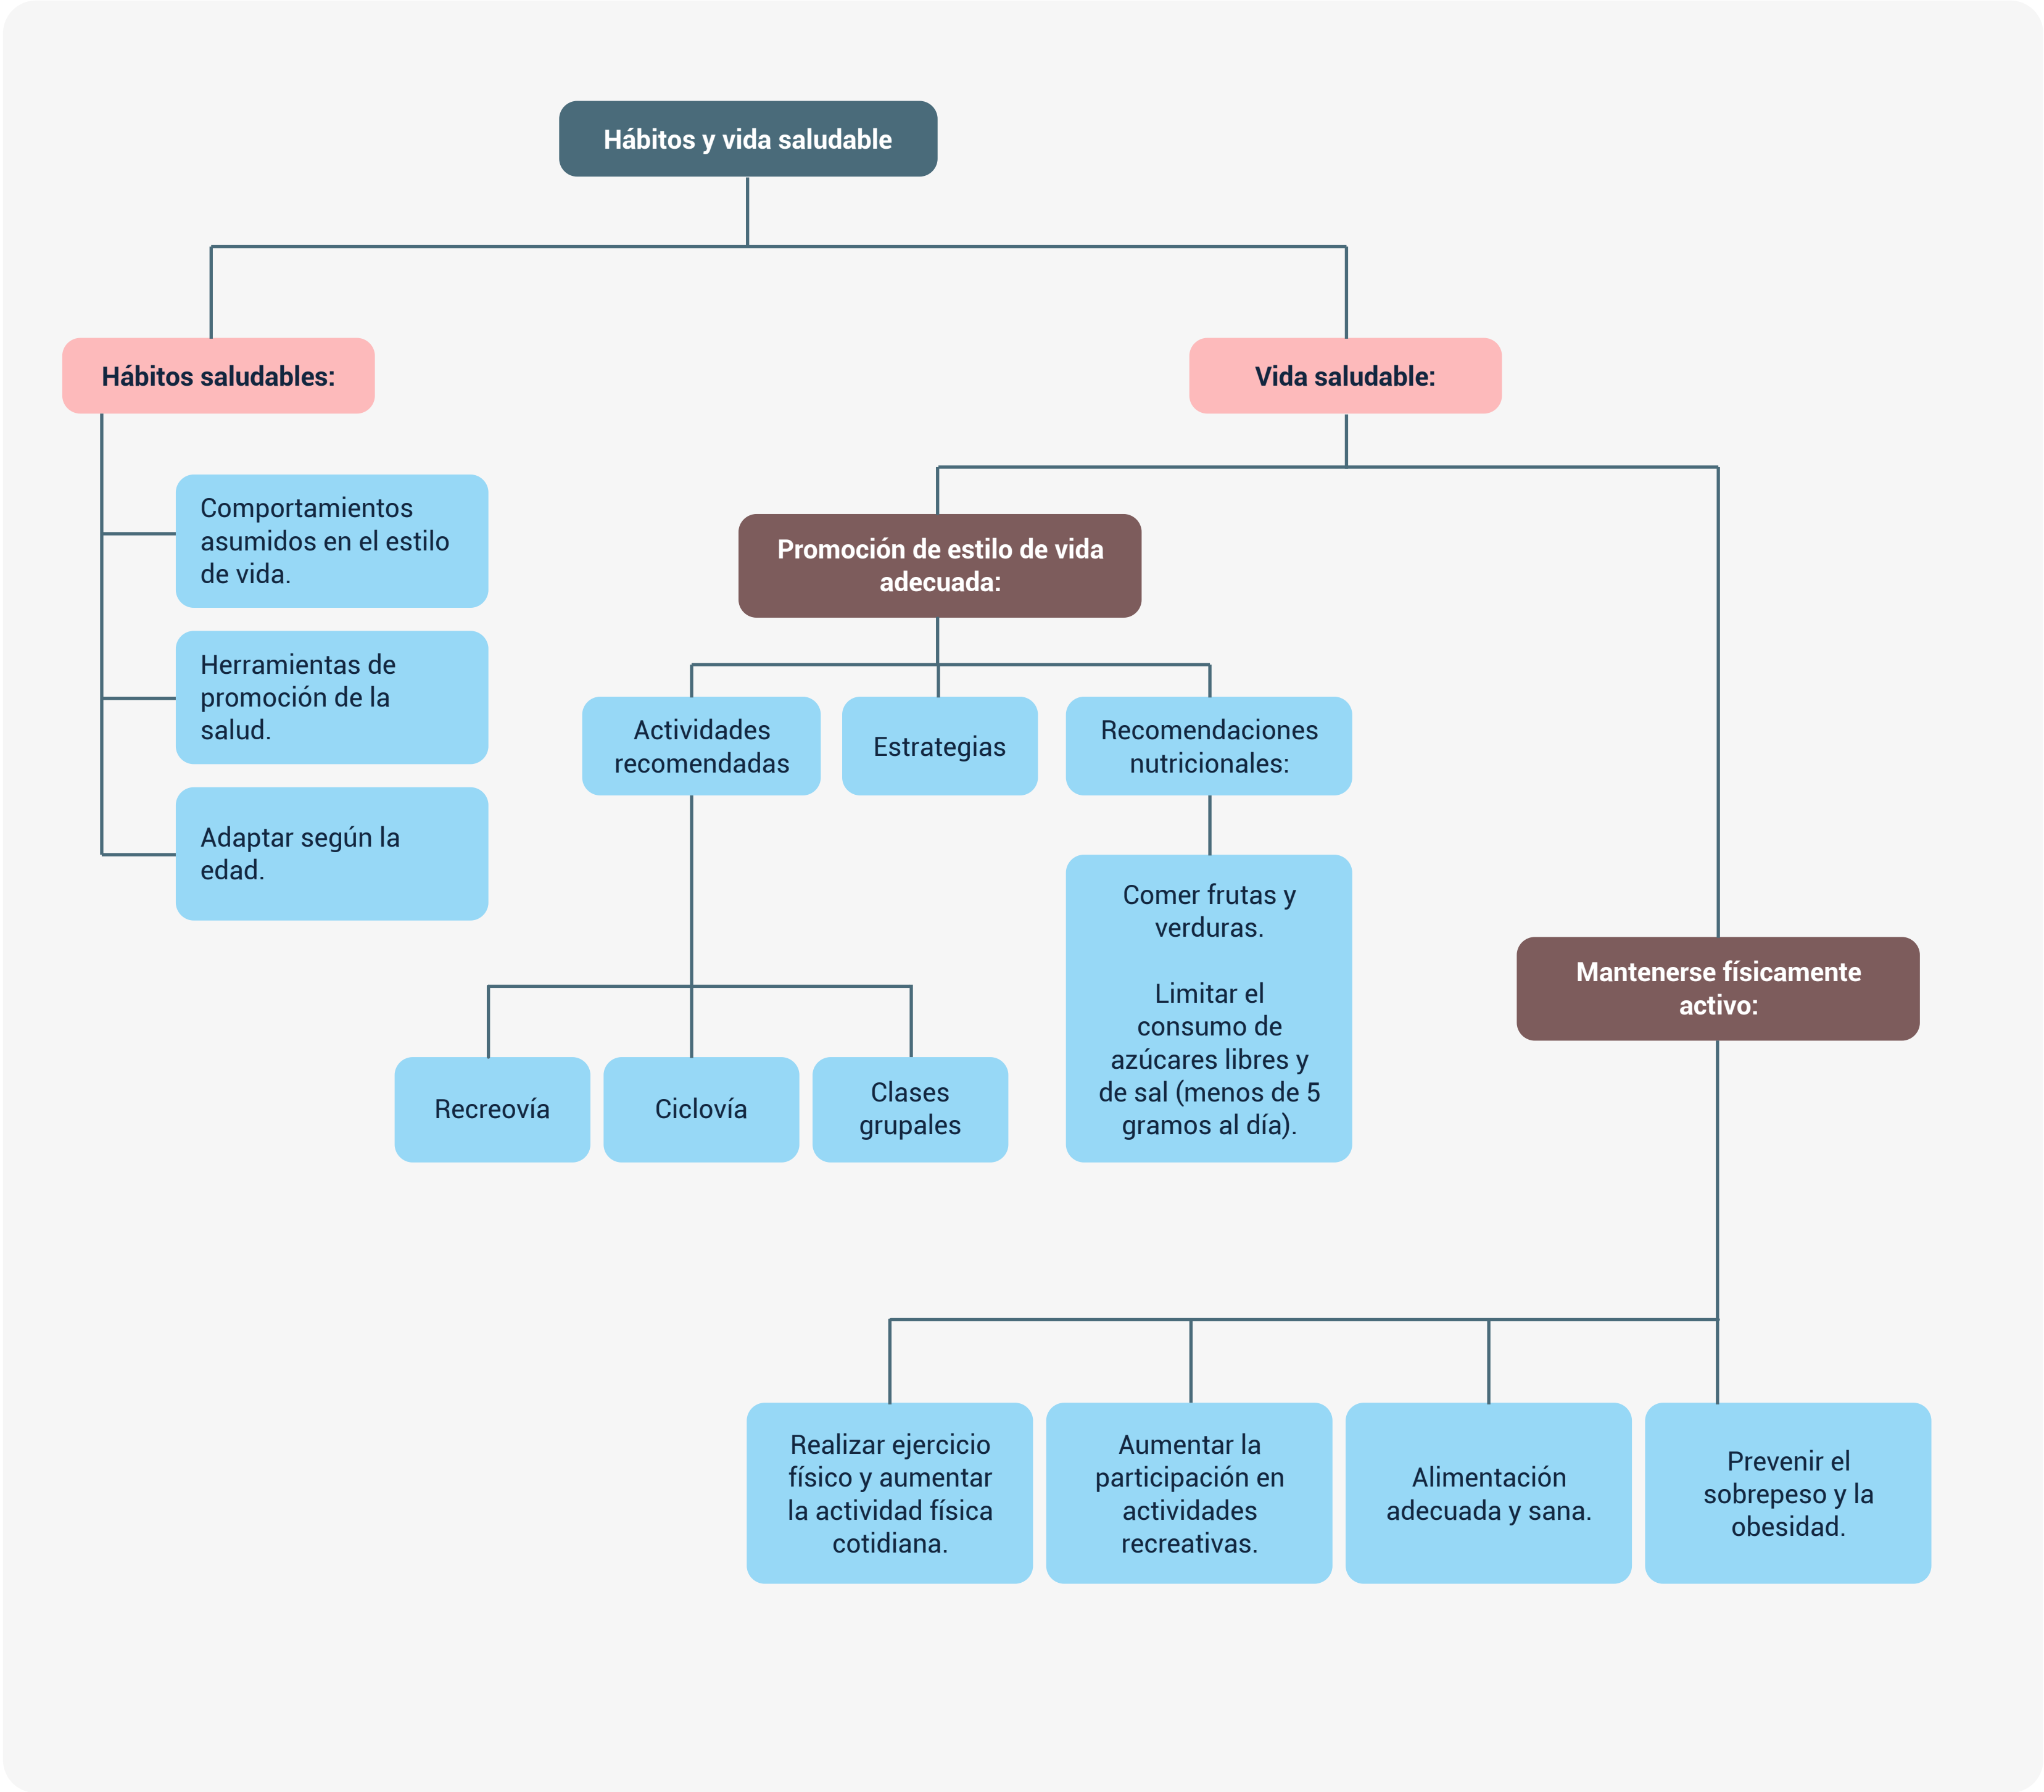 Hábitos y vida saludable
Hábitos saludables:
Vida saludable:
Comportamientos
asumidos en el estilo
de vida.
Herramientas de
promoción de la
salud.
Adaptar según la
edad.
Promoción de estilo de vida
adecuada:
Actividades
recomendadas
Estrategias
Recomendaciones
nutricionales:
Recreovía
Ciclovía
Clases
grupales
Comer frutas y
verduras.
Limitar el
consumo de
azúcares libres y
de sal (menos de 5
gramos al día).
Mantenerse físicamente
activo:
Realizar ejercicio
físico y aumentar
la actividad física
cotidiana.
Aumentar la
participación en
actividades
recreativas.
Alimentación
adecuada y sana.
Prevenir el
sobrepeso y la
obesidad.